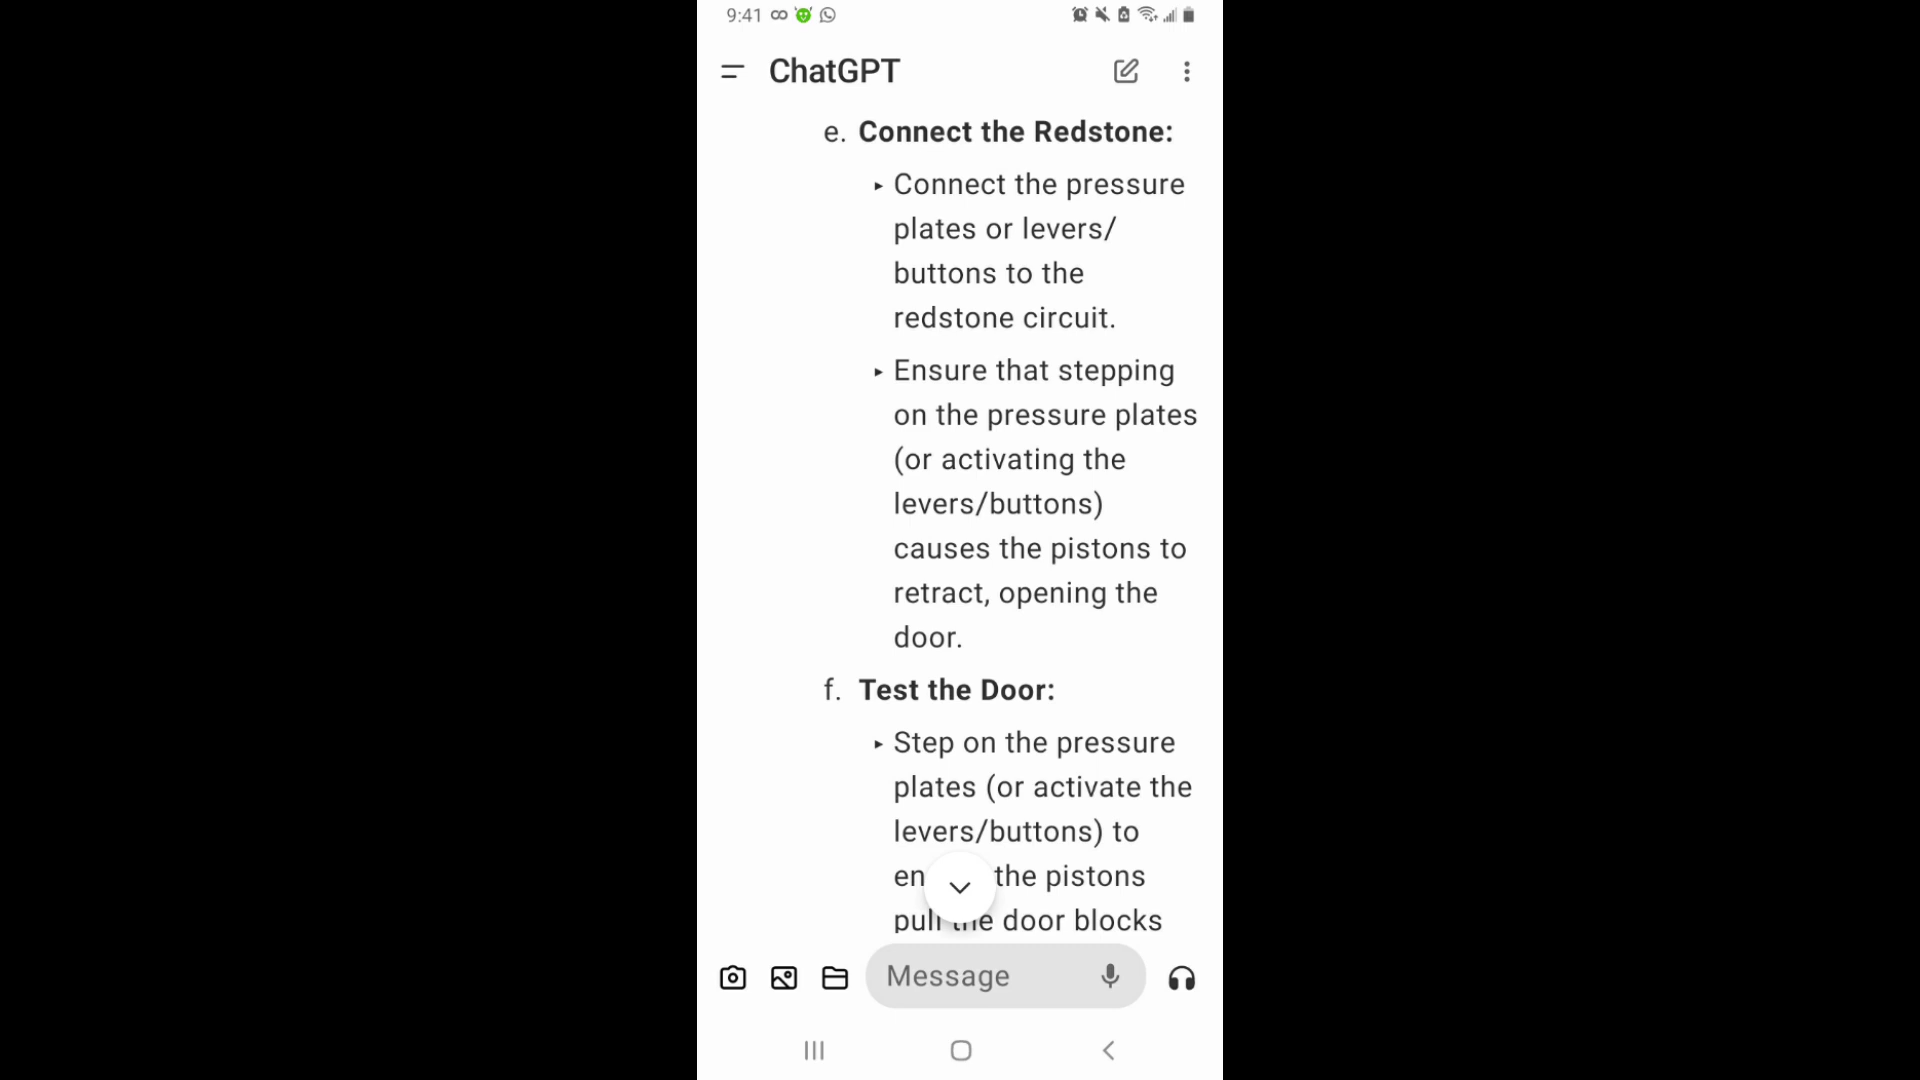 9:41
ChatGPT
e. Connect the Redstone:
▸ Connect the pressure
plates or levers/
buttons to the
redstone circuit.
▸ Ensure that stepping
on the pressure plates
(or activating the
levers/buttons)
causes the pistons to
retract, opening the
door.
f. Test the Door:
▸ Step on the pressure
plates (or activate the
levers/buttons) to
the pistons
pull the door blocks
Message